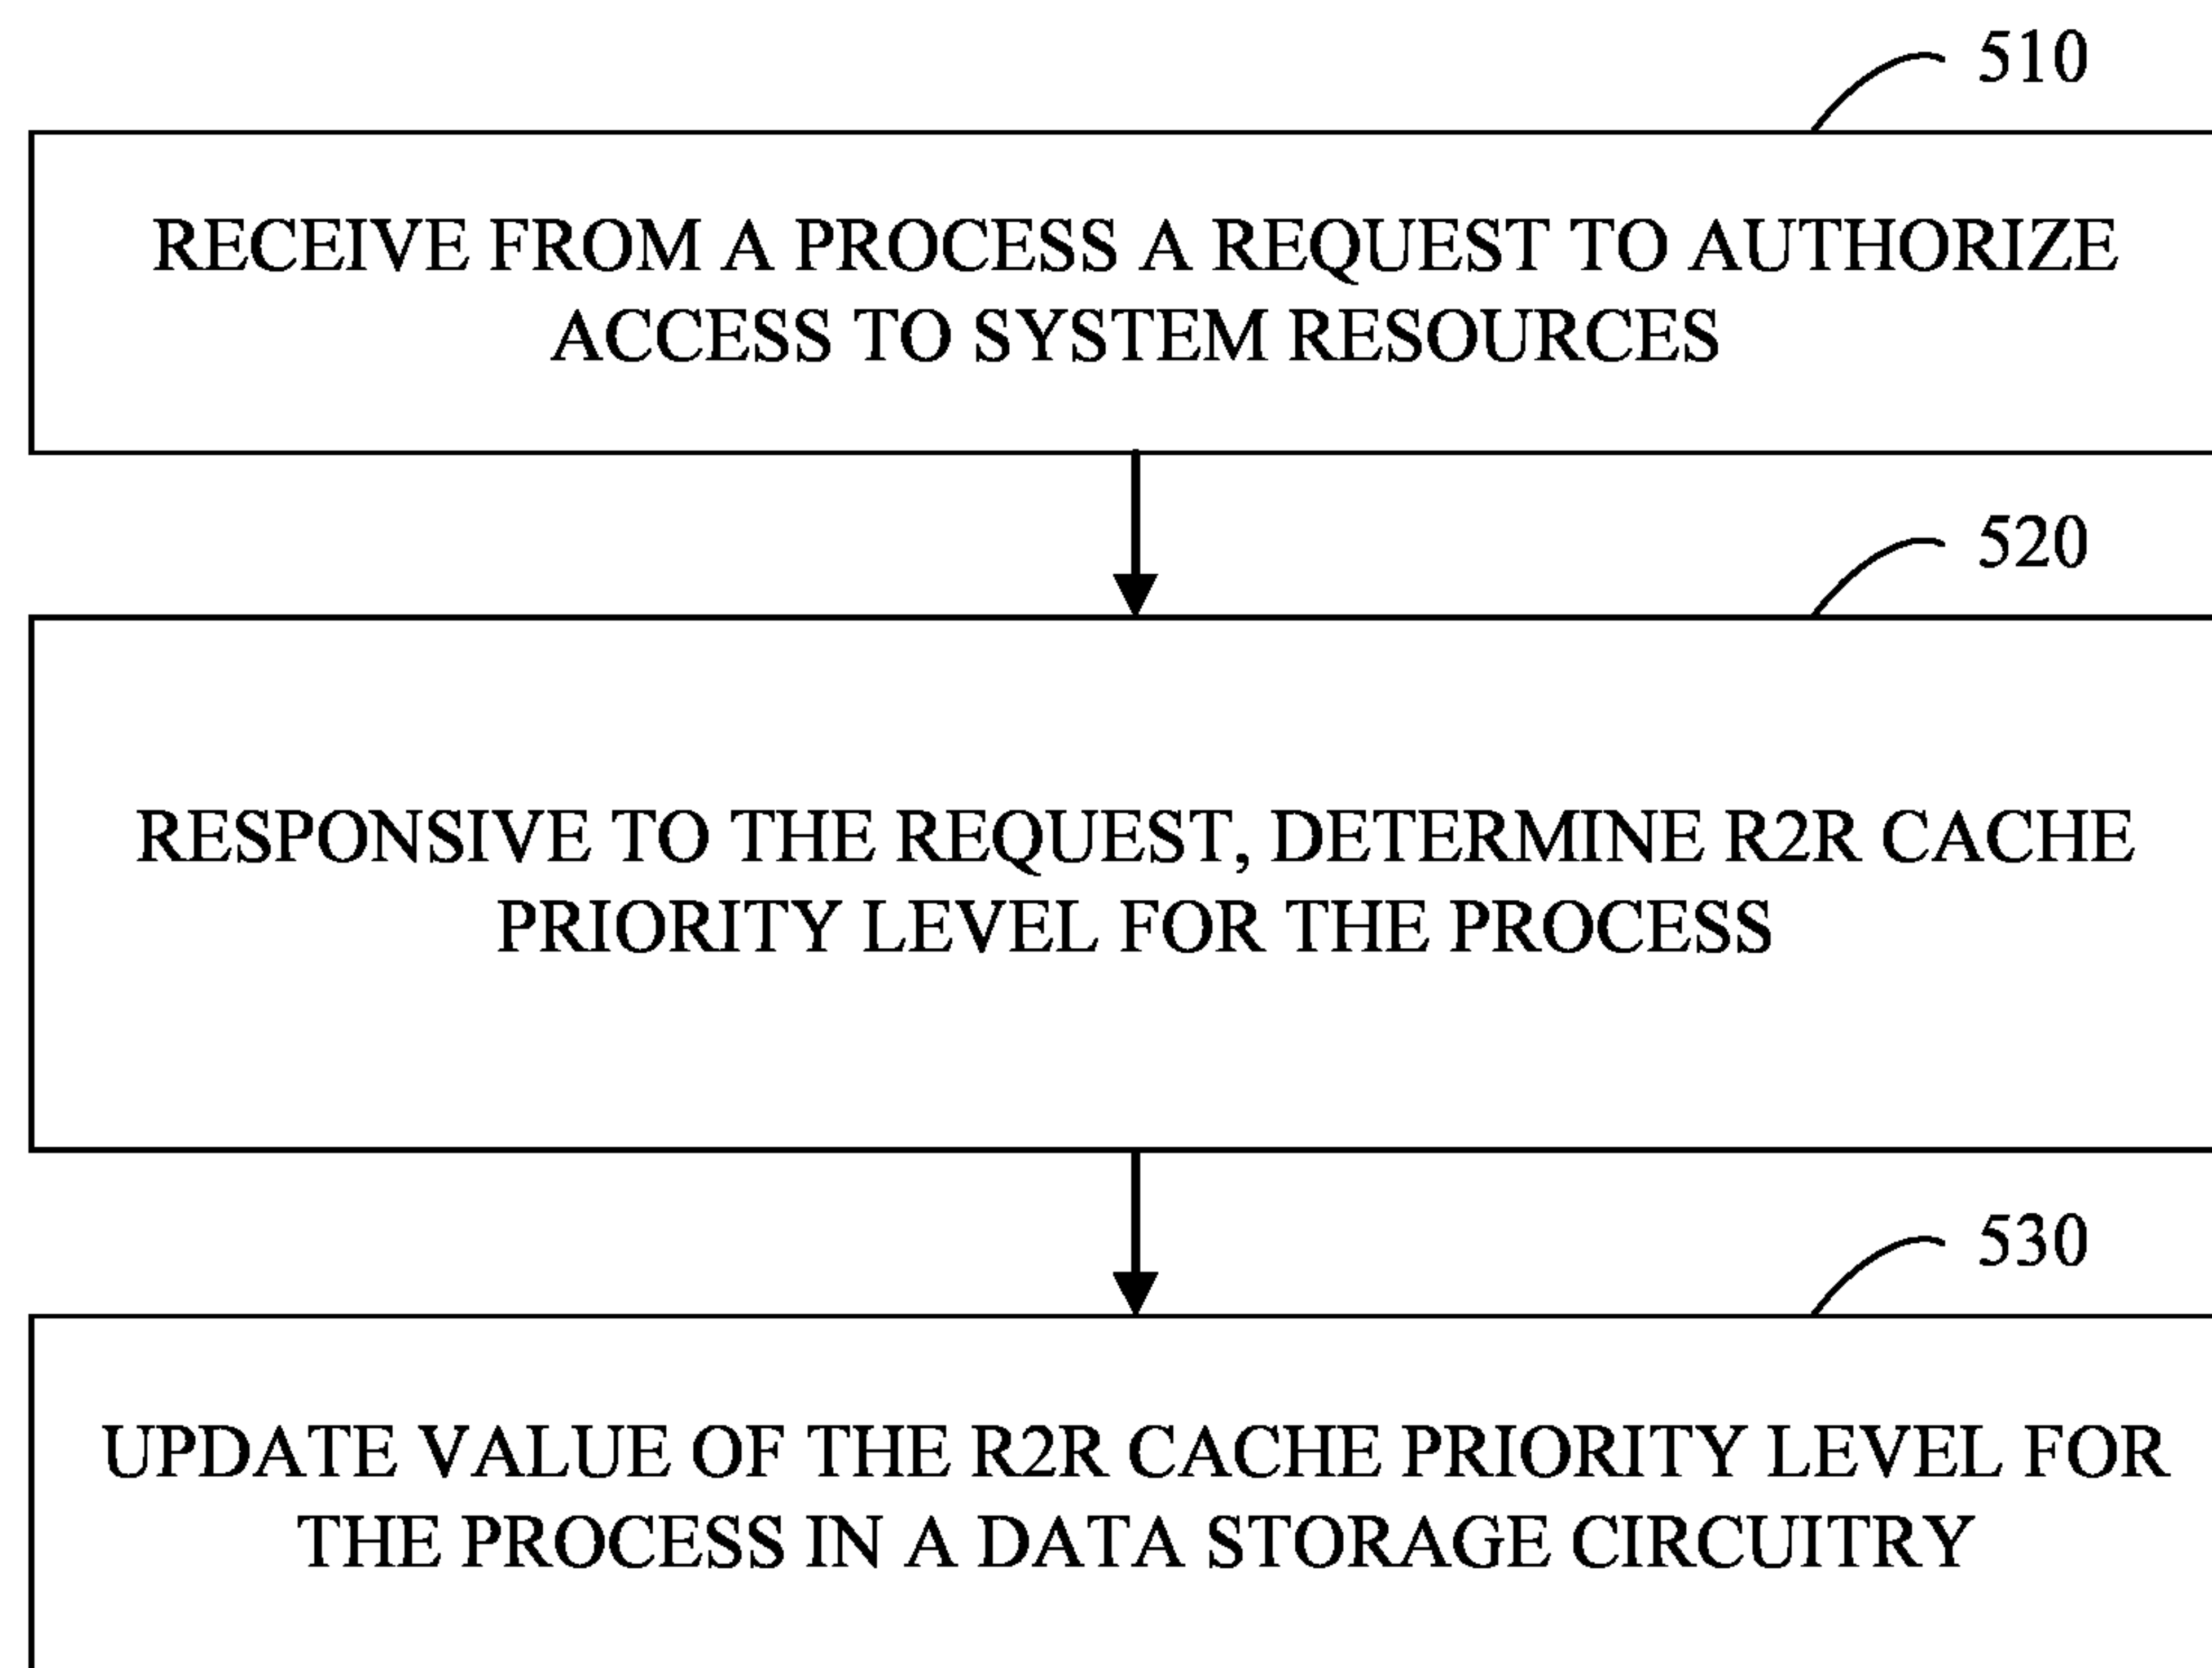 510
RECEIVE FROM A PROCESS A REQUEST TO AUTHORIZE
ACCESS TO SYSTEM RESOURCES
520
RESPONSIVE TO THE REQUEST, DETERMINE R2R CACHE
PRIORITY LEVEL FOR THE PROCESS
530
UPDATE VALUE OF THE R2R CACHE PRIORITY LEVEL FOR
THE PROCESS IN A DATA STORAGE CIRCUITRY